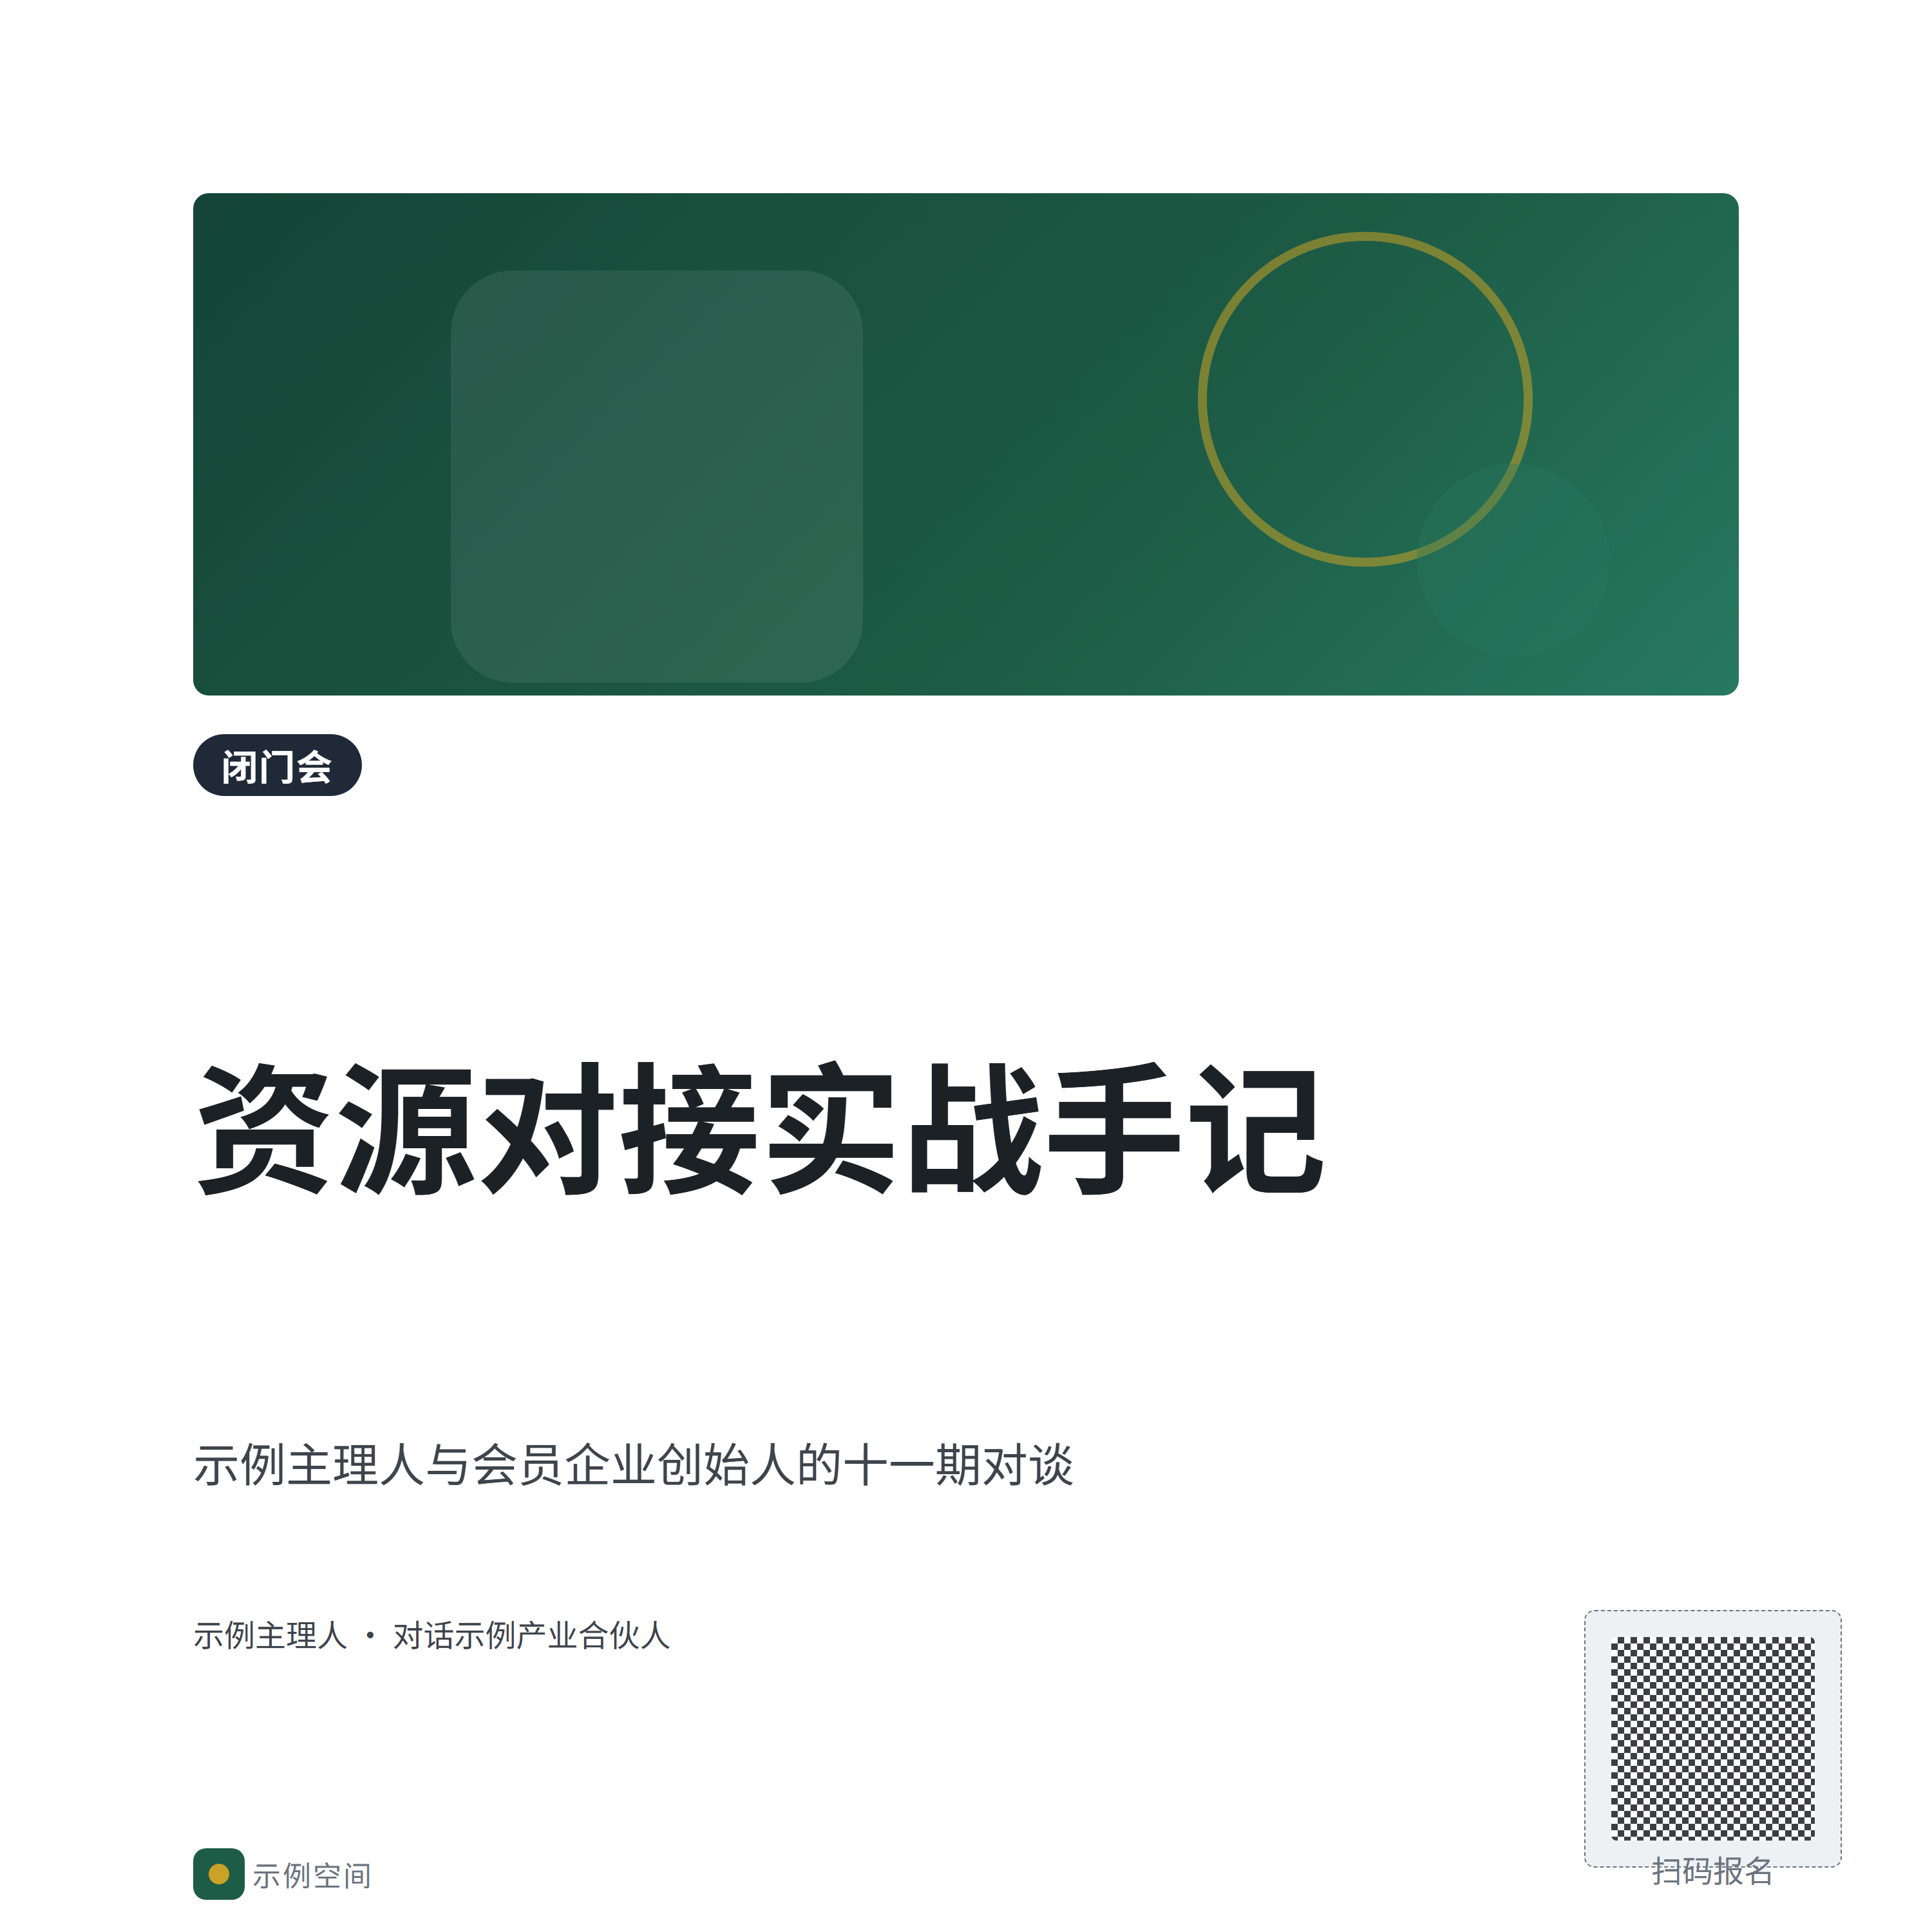 闭门会
资源对接实战手记
示例主理人与会员企业创始人的十一期对谈
示例主理人 · 对话示例产业合伙人
扫码报名
示例空间